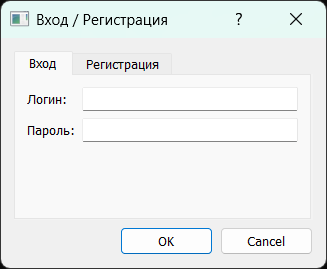 Вход / Регистрация
?
Вход Регистрация
Логин:
Пароль:
OK Cancel